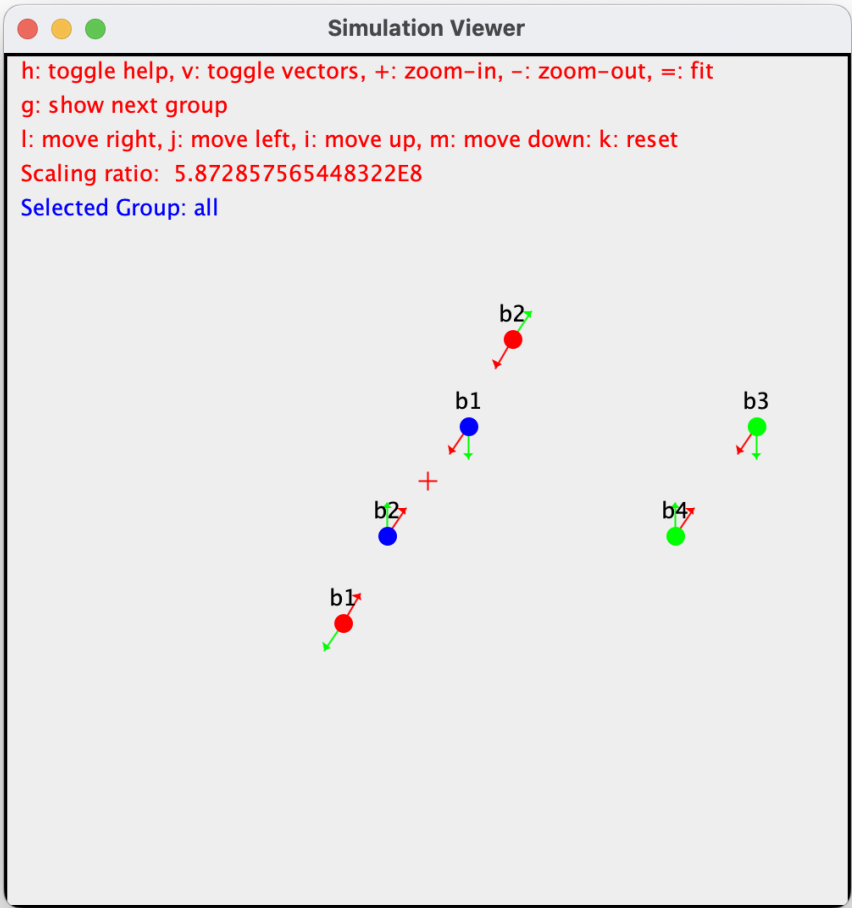 Simulation Viewer
h: toggle help, v: toggle vectors, +: zoom-in, -: zoom-out, =: fit
g: show next group
l: move right, j: move left, i: move up, m: move down: k: reset
Scaling ratio:  5.872857565448322E8
Selected Group: all
b2
b1
b3
b2
b4
b1